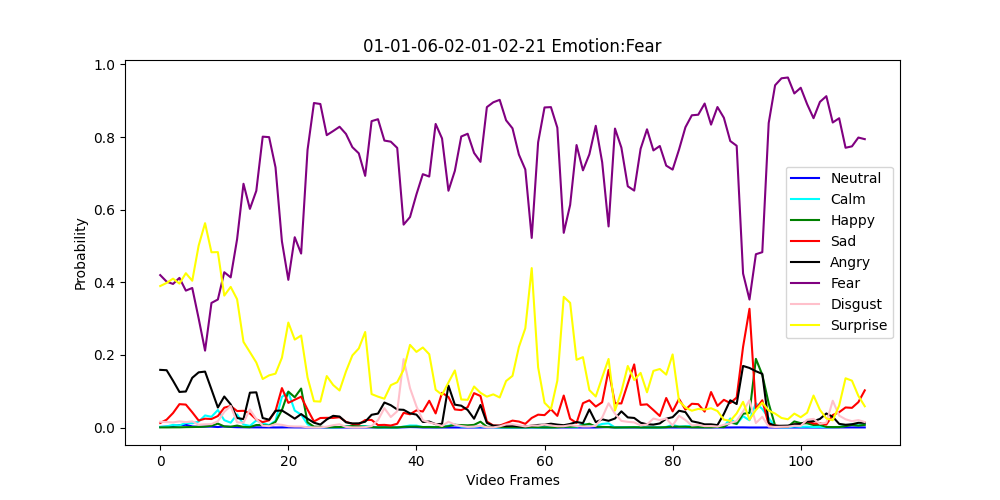 01-01-06-02-01-02-21 Emotion:Fear
1.0
0.8
0.6
0.4
0.2
0.0
Probability
0 20 40 60 80 100
Video Frames
Neutral
Calm
Happy
Sad
Angry
Fear
Disgust
Surprise